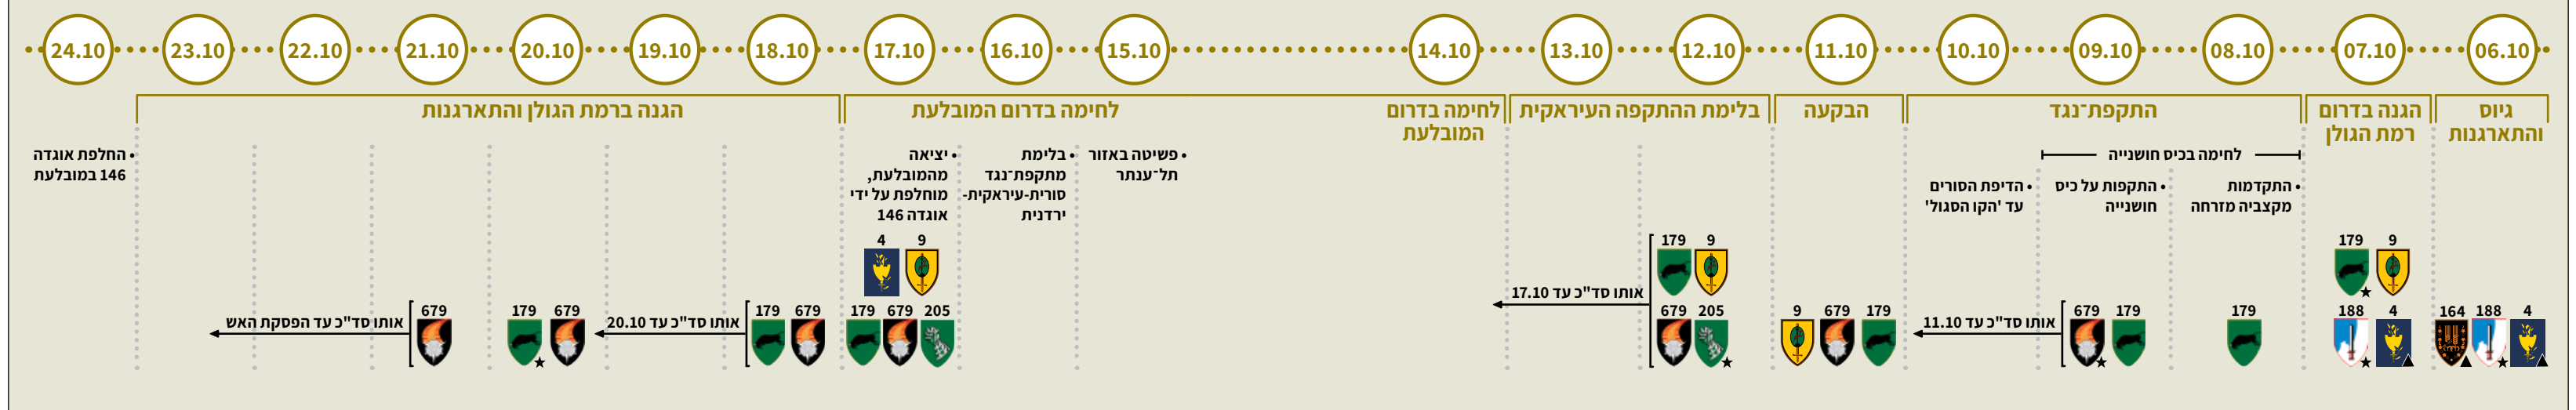 06.10
07.10
08.10
09.10
10.10
11.10
12.10
13.10
14.10
15.10
16.10
17.10
18.10
19.10
20.10
21.10
22.10
23.10
24.10
גיוס
והתארגנות
הגנה בדרום
רמת הגולן
התקפת־נגד
הבקעה
בלימת ההתקפה העיראקית
לחימה בדרום
המובלעת
לחימה בדרום המובלעת
הגנה ברמת הגולן והתארגנות
לחימה בכיס חושנייה
• התקדמות
מקצביה מזרחה
• התקפות על כיס
חושנייה
• הדיפת הסורים
עד 'הקו הסגול'
• פשיטה באזור
תל־ענתר
• בלימת
מתקפת־נגד
סורית-עיראקית-
ירדנית
• יציאה
מהמובלעת,
מוחלפת על ידי
אוגדה 146
• החלפת אוגדה
146 במובלעת
4
188
164
9
179
4
188
179
179
679
אותו סד"כ עד 11.10
179
679
9
9
179
205
679
אותו סד"כ עד 17.10
9
4
205
679
179
679
179
אותו סד"כ עד 20.10
679
179
679
אותו סד"כ עד הפסקת האש